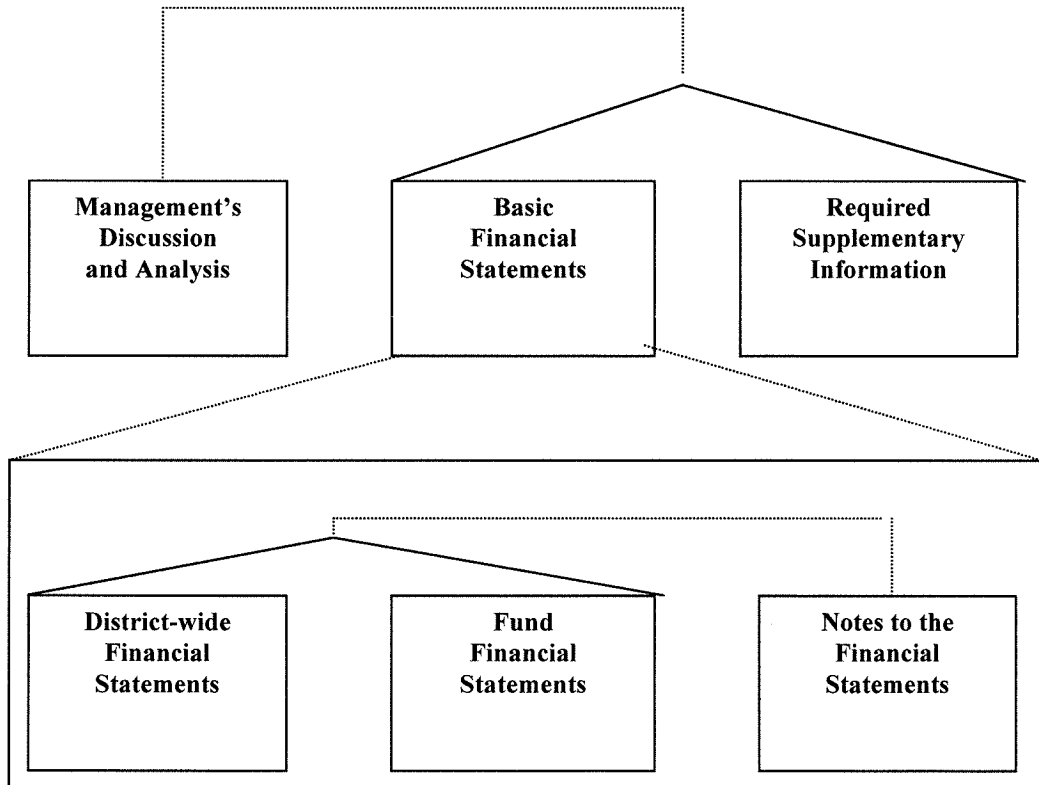 Management's
Discussion
and Analysis
Basic
Financial
Statements
Required
Supplementary
Information
District-wide
Financial
Statements
Fund
Financial
Statements
Notes to the
Financial
Statements